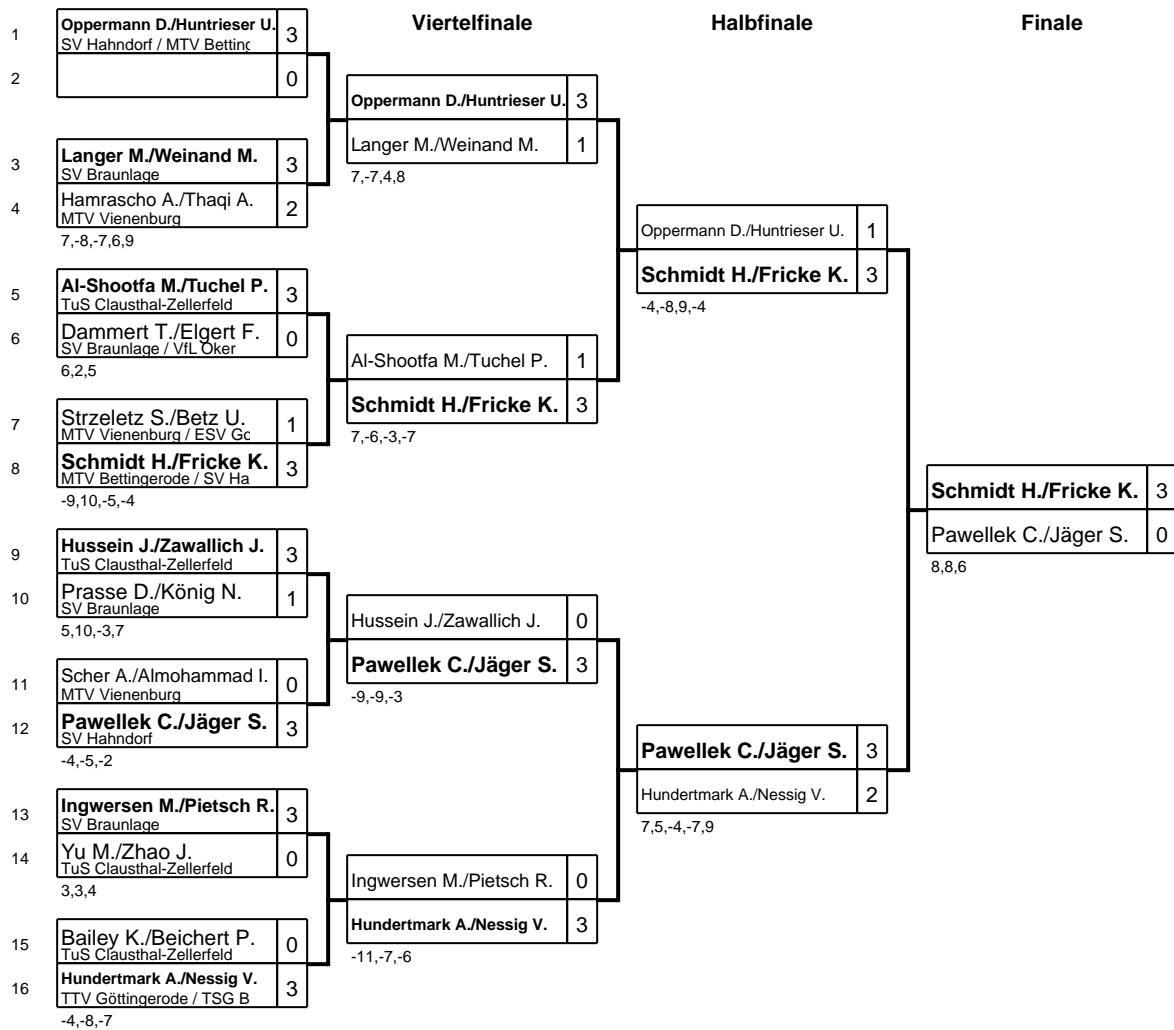 Viertelfinale
Halbfinale
Finale
1
Oppermann D./Huntrieser U.
3
SV Hahndorf / MTV Betting
2
0
3
Langer M./Weinand M.
3
SV Braunlage
4
Hamrascho A./Thaqi A.
2
MTV Vienenburg
7,-8,-7,6,9
5
Al-Shootfa M./Tuchel P.
3
TuS Clausthal-Zellerfeld
6
Dammert T./Elgert F.
0
SV Braunlage / VfL Oker
6,2,5
7
Strzeletz S./Betz U.
1
MTV Vienenburg / ESV Gc
8
Schmidt H./Fricke K.
3
MTV Bettingerode / SV Ha
-9,10,-5,-4
9
Hussein J./Zawallich J.
3
TuS Clausthal-Zellerfeld
10
Prasse D./König N.
1
SV Braunlage
5,10,-3,7
11
Scher A./Almohammad I.
0
MTV Vienenburg
12
Pawellek C./Jäger S.
3
SV Hahndorf
-4,-5,-2
13
Ingwersen M./Pietsch R.
3
SV Braunlage
14
Yu M./Zhao J.
0
TuS Clausthal-Zellerfeld
3,3,4
15
Bailey K./Beichert P.
0
TuS Clausthal-Zellerfeld
16
Hundertmark A./Nessig V.
3
TTV Göttingerode / TSG B
-4,-8,-7
Oppermann D./Huntrieser U.
3
Langer M./Weinand M.
1
7,-7,4,8
Al-Shootfa M./Tuchel P.
1
Schmidt H./Fricke K.
3
7,-6,-3,-7
Hussein J./Zawallich J.
0
Pawellek C./Jäger S.
3
-9,-9,-3
Ingwersen M./Pietsch R.
0
Hundertmark A./Nessig V.
3
-11,-7,-6
Oppermann D./Huntrieser U.
1
Schmidt H./Fricke K.
3
-4,-8,9,-4
Pawellek C./Jäger S.
3
Hundertmark A./Nessig V.
2
7,5,-4,-7,9
Schmidt H./Fricke K.
3
Pawellek C./Jäger S.
0
8,8,6